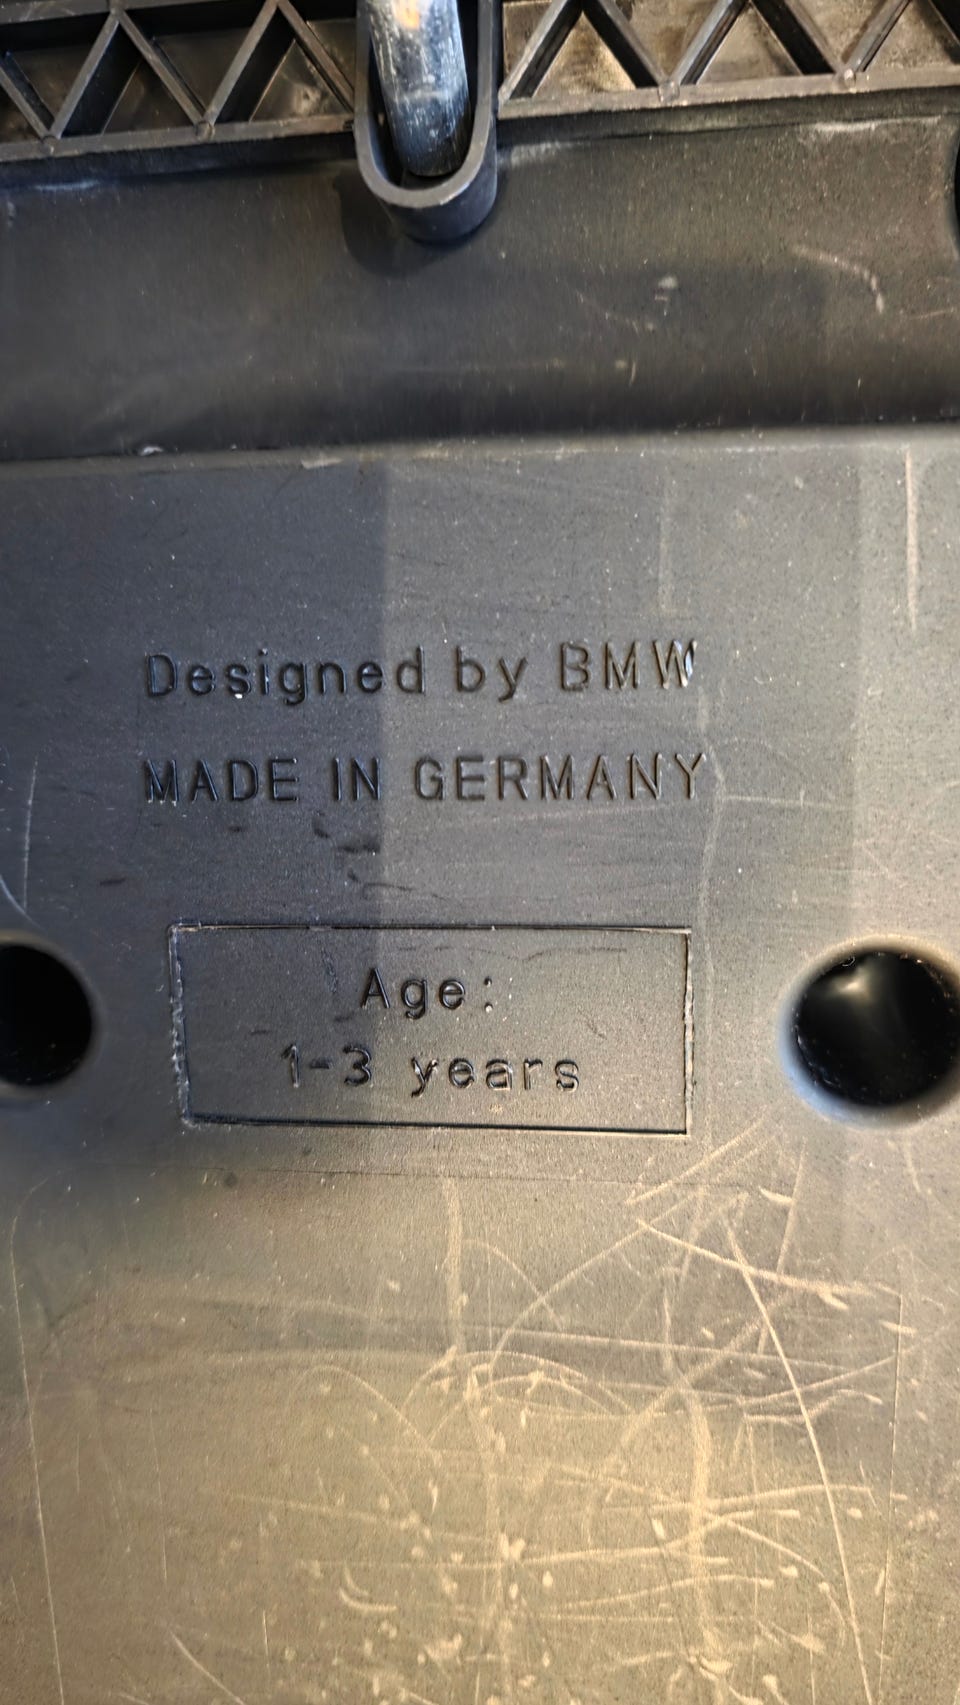 Designed by BMW
MADE IN GERMANY
Age:
1-3 years